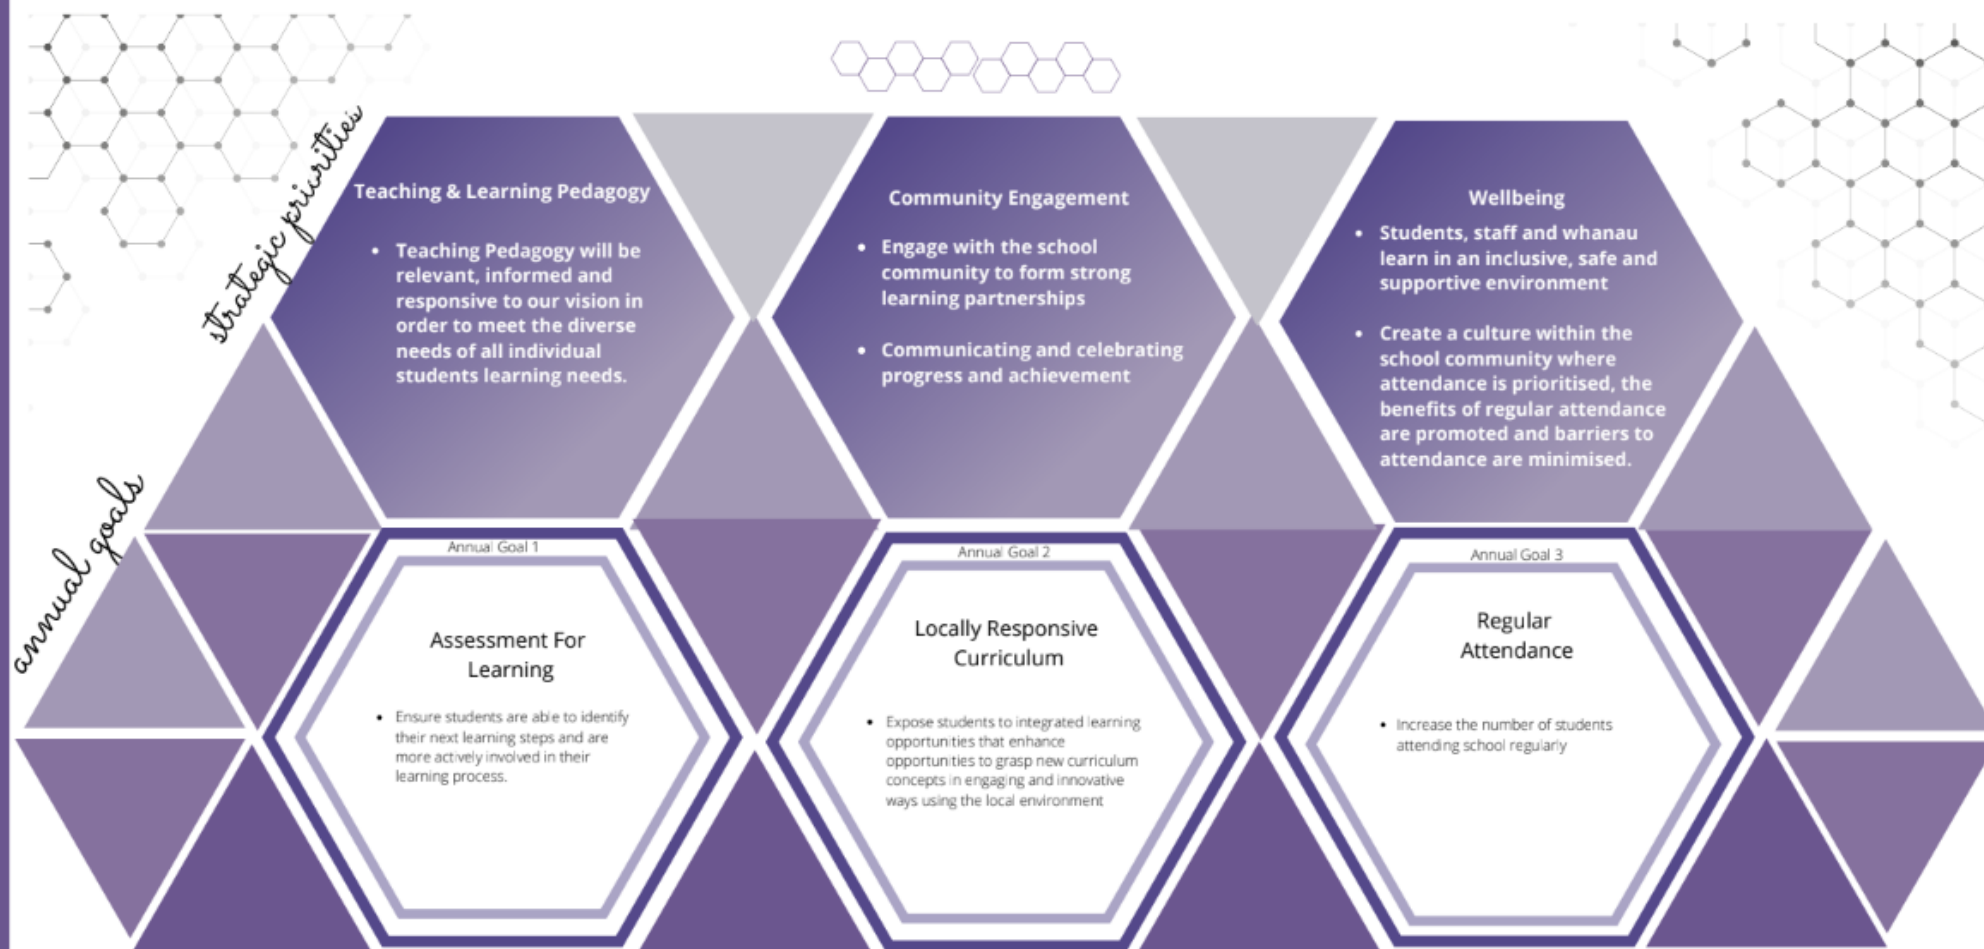 strategic priorities
Teaching & Learning Pedagogy
• Teaching Pedagogy will be
relevant, informed and
responsive to our vision in
order to meet the diverse
needs of all individual
students learning needs.
Community Engagement
• Engage with the school
community to form strong
learning partnerships
• Communicating and celebrating
progress and achievement
Wellbeing
• Students, staff and whanau
learn in an inclusive, safe and
supportive environment
• Create a culture within the
school community where
attendance is prioritised, the
benefits of regular attendance
are promoted and barriers to
attendance are minimised.
annual goals
Annual Goal 1
Assessment For
Learning
• Ensure students are able to identify
their next learning steps and are
more actively involved in their
learning process.
Annual Goal 2
Locally Responsive
Curriculum
• Expose students to integrated learning
opportunities that enhance
opportunities to grasp new curriculum
concepts in engaging and innovative
ways using the local environment
Annual Goal 3
Regular
Attendance
• Increase the number of students
attending school regularly